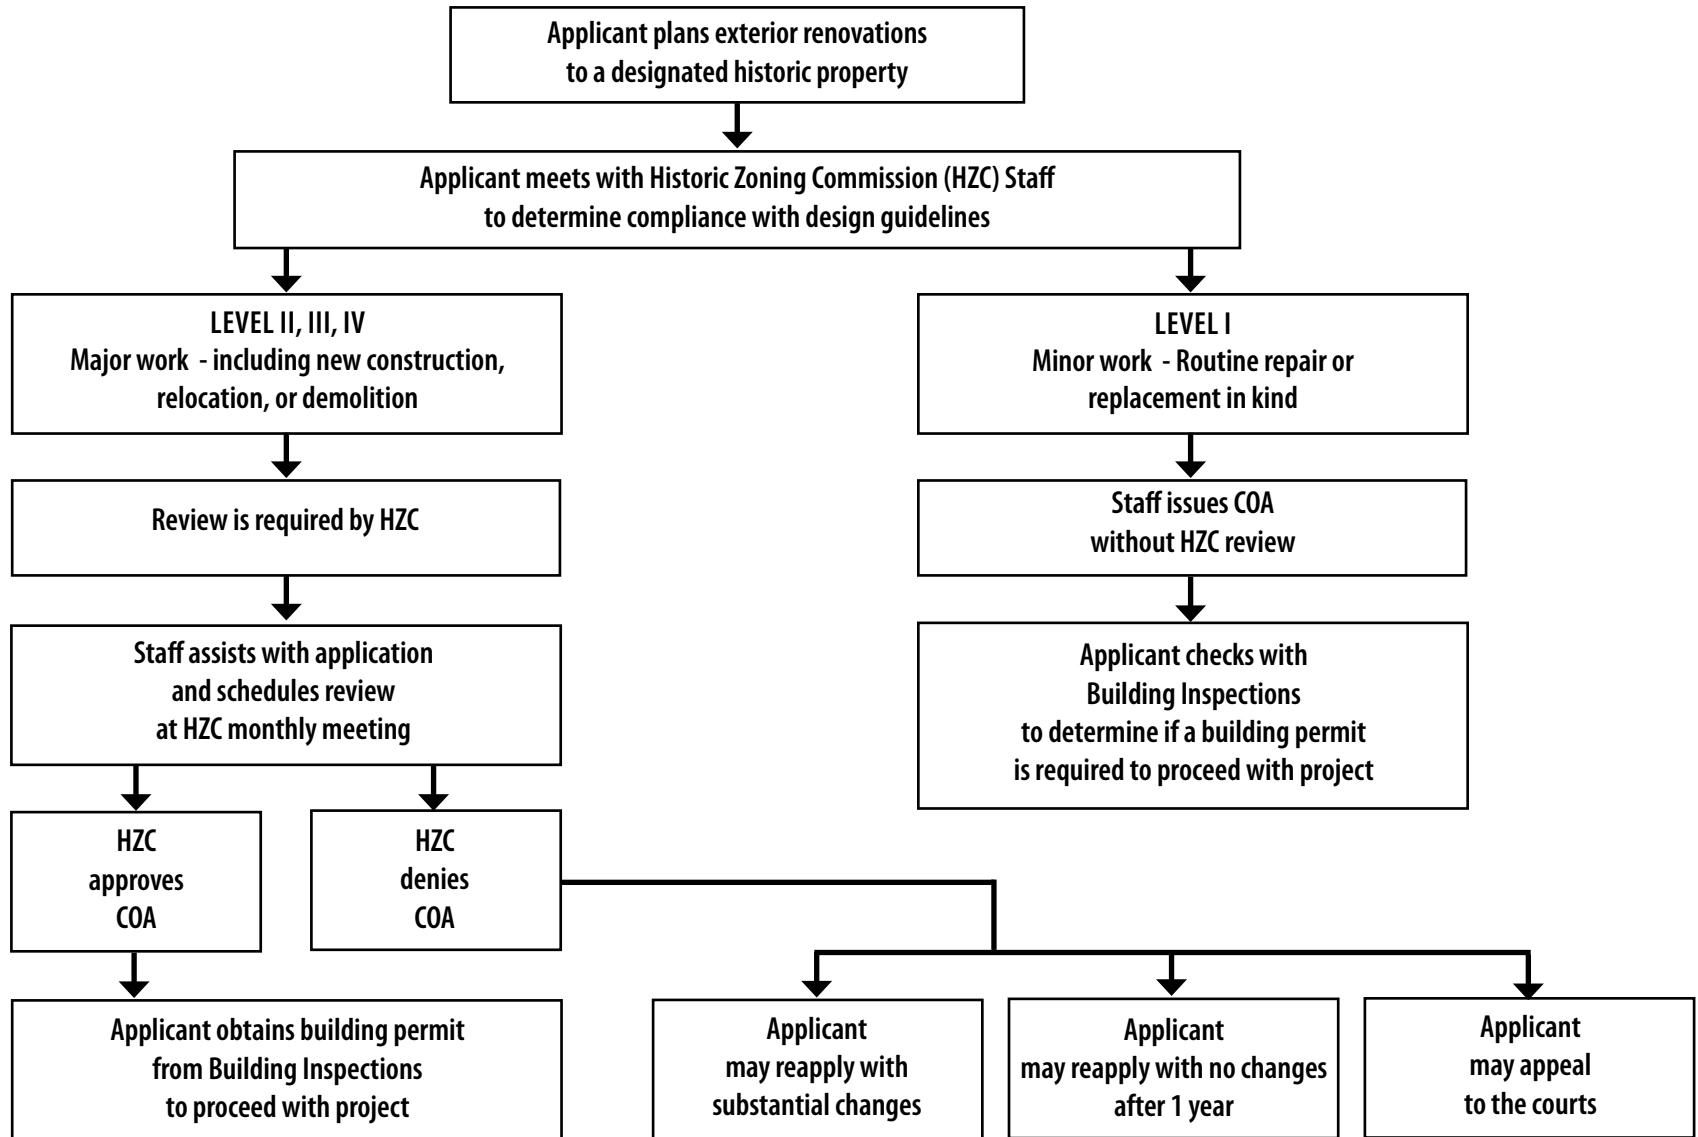 Applicant plans exterior renovations
to a designated historic property
Applicant meets with Historic Zoning Commission (HZC) Staff
to determine compliance with design guidelines
LEVEL II, III, IV
Major work - including new construction,
relocation, or demolition
LEVEL I
Minor work - Routine repair or
replacement in kind
Review is required by HZC
Staff issues COA
without HZC review
Staff assists with application
and schedules review
at HZC monthly meeting
Applicant checks with
Building Inspections
to determine if a building permit
is required to proceed with project
HZC
approves
COA
HZC
denies
COA
Applicant obtains building permit
from Building Inspections
to proceed with project
Applicant
may reapply with
substantial changes
Applicant
may reapply with no changes
after 1 year
Applicant
may appeal
to the courts